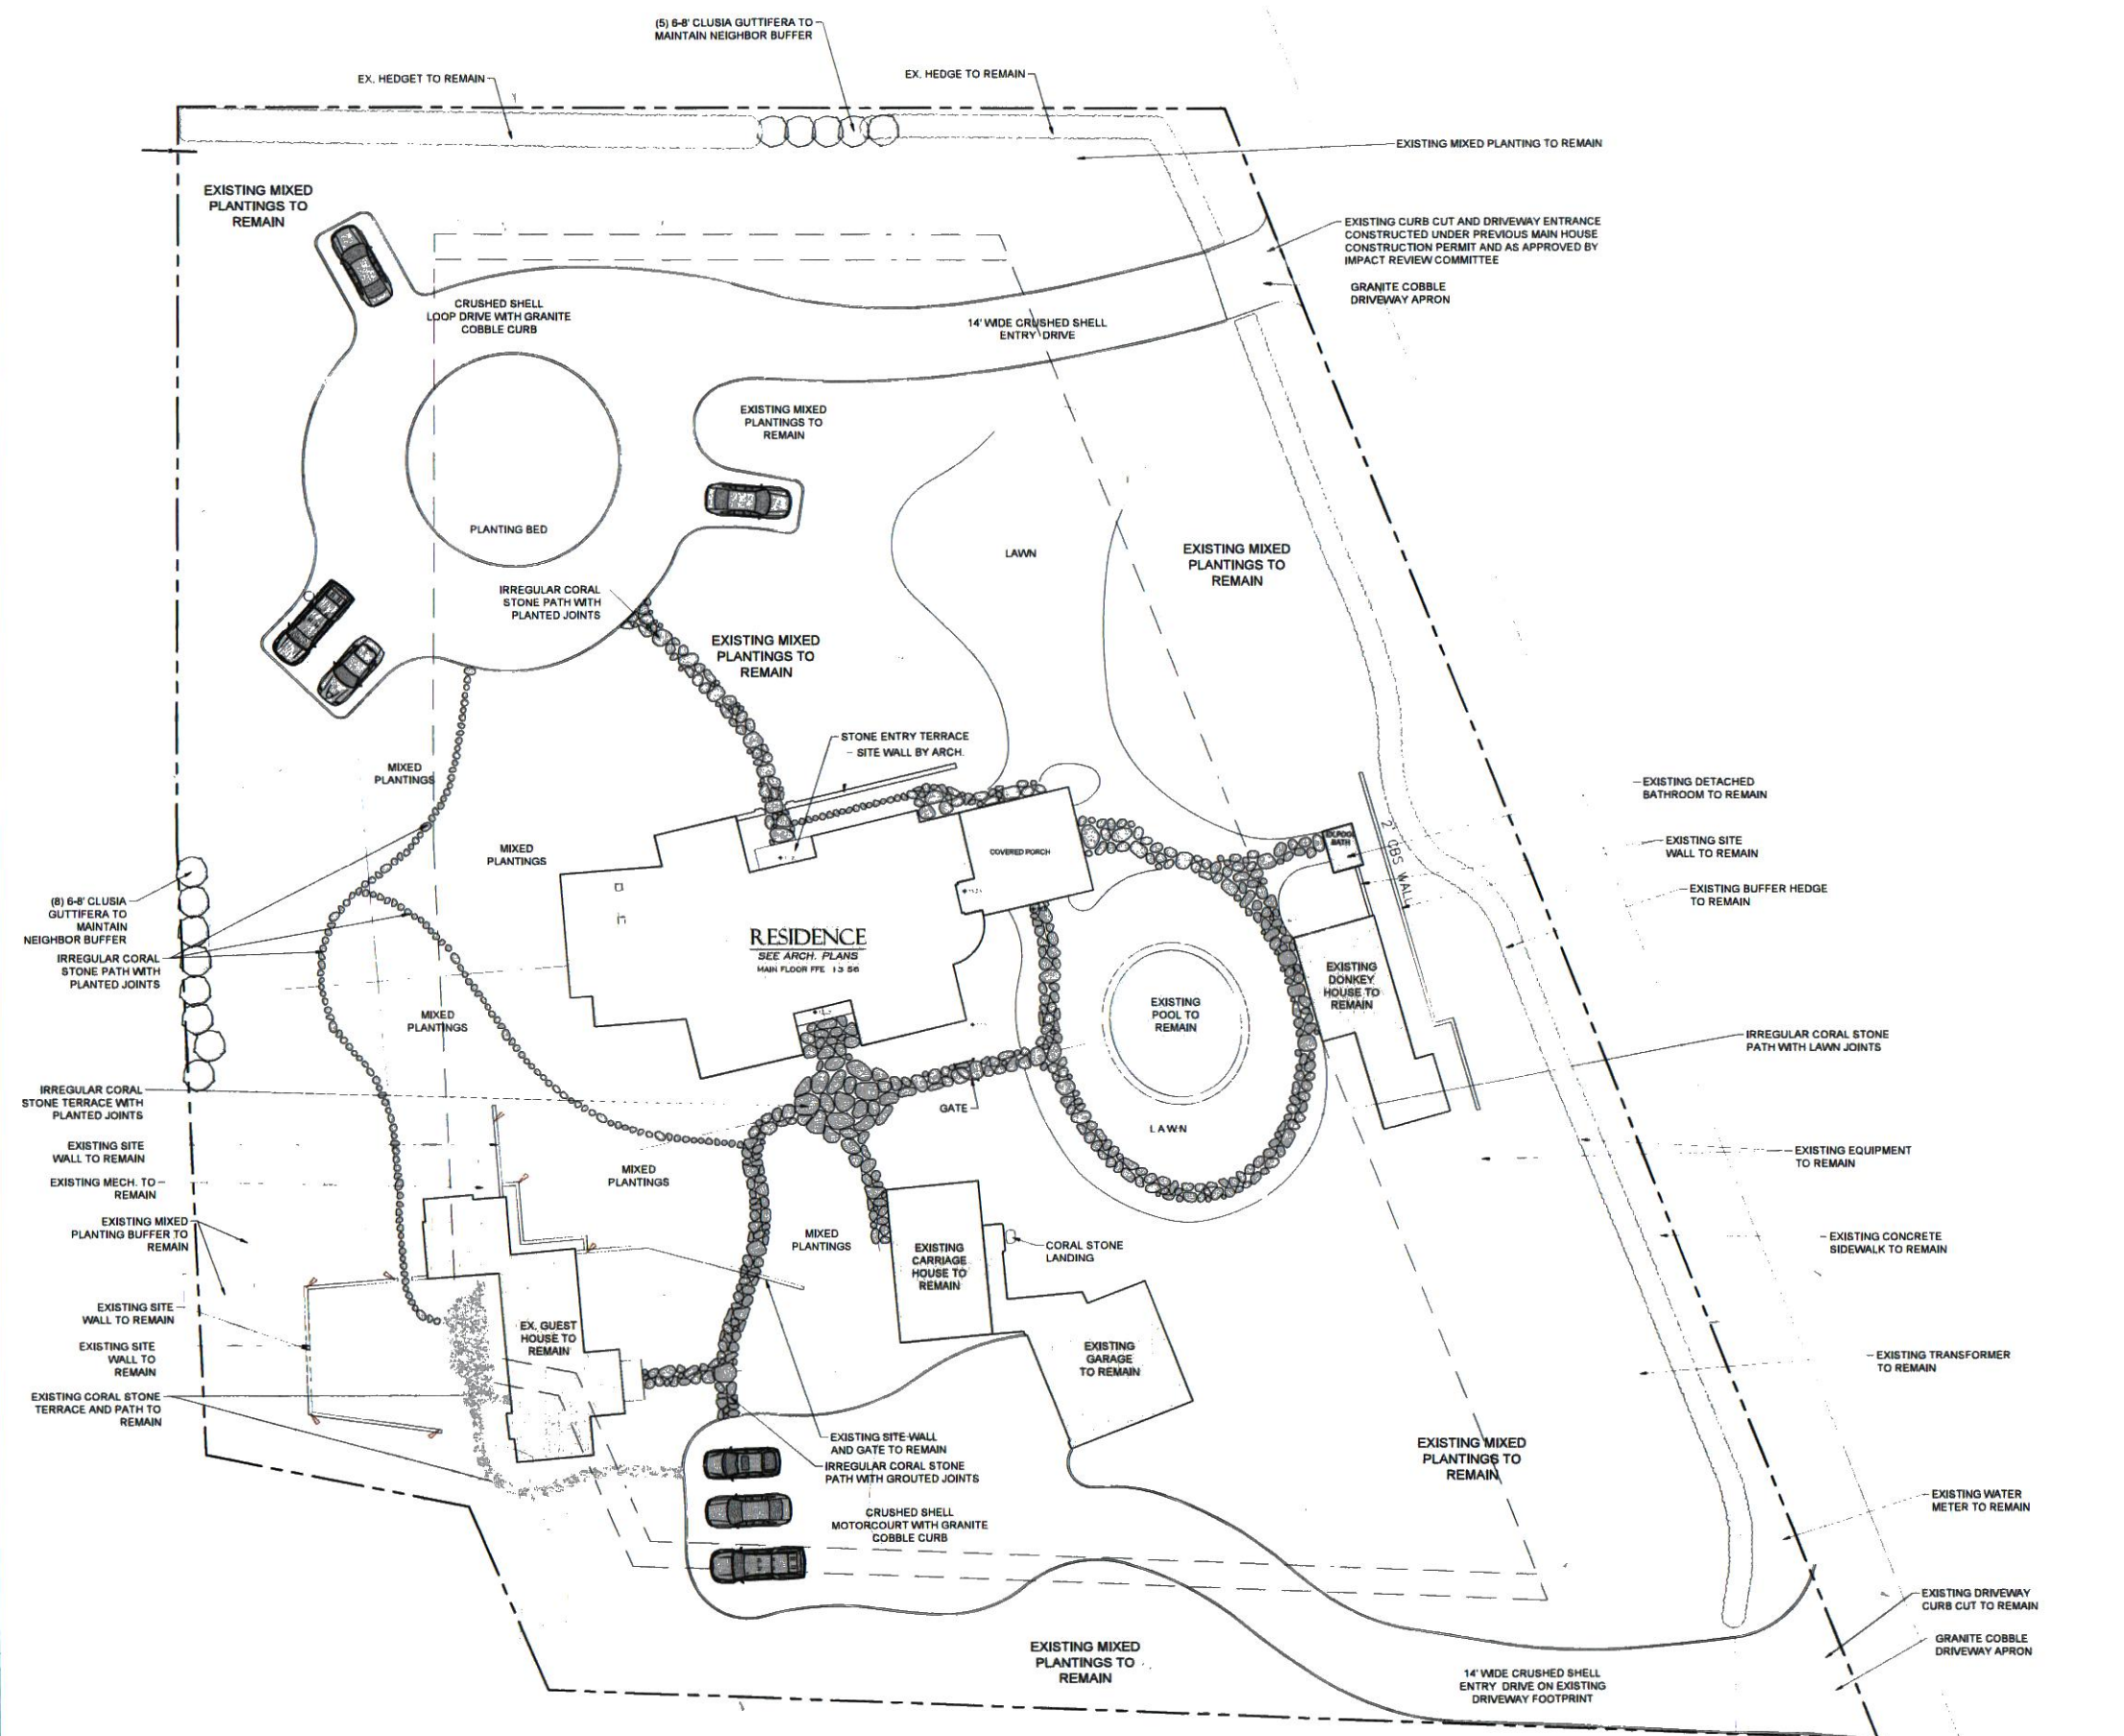 (5) 6-8' CLUSIA GUTTIFERA TO
MAINTAIN NEIGHBOR BUFFER
EX. HEDGET TO REMAIN
EX. HEDGE TO REMAIN
EXISTING MIXED PLANTING TO REMAIN
EXISTING MIXED
PLANTINGS TO
REMAIN
EXISTING CURB CUT AND DRIVEWAY ENTRANCE
CONSTRUCTED UNDER PREVIOUS MAIN HOUSE
CONSTRUCTION PERMIT AND AS APPROVED BY
IMPACT REVIEW COMMITTEE
GRANITE COBBLE
DRIVEWAY APRON
CRUSHED SHELL
LOOP DRIVE WITH GRANITE
COBBLE CURB
14' WIDE CRUSHED SHELL
ENTRY DRIVE
EXISTING MIXED
PLANTINGS TO
REMAIN
PLANTING BED
LAWN
EXISTING MIXED
PLANTINGS TO
REMAIN
IRREGULAR CORAL
STONE PATH WITH
PLANTED JOINTS
EXISTING MIXED
PLANTINGS TO
REMAIN
STONE ENTRY TERRACE
SITE WALL BY ARCH.
MIXED
PLANTINGS
EXISTING DETACHED
BATHROOM TO REMAIN
MIXED
PLANTINGS
COVERED PORCH
BATH
2' CBS WALL
EXISTING SITE
WALL TO REMAIN
EXISTING BUFFER HEDGE
TO REMAIN
(8) 6-8' CLUSIA
GUTTIFERA TO
MAINTAIN
NEIGHBOR BUFFER
IRREGULAR CORAL
STONE PATH WITH
PLANTED JOINTS
RESIDENCE
SEE ARCH. PLANS
MAIN FLOOR FFE 13.56
EXISTING
DONKEY
HOUSE TO
REMAIN
EXISTING
POOL TO
REMAIN
MIXED
PLANTINGS
IRREGULAR CORAL STONE
PATH WITH LAWN JOINTS
IRREGULAR CORAL
STONE TERRACE WITH
PLANTED JOINTS
GATE
LAWN
EXISTING SITE
WALL TO REMAIN
EXISTING EQUIPMENT
TO REMAIN
MIXED
PLANTINGS
EXISTING MECH. TO
REMAIN
EXISTING MIXED
PLANTING BUFFER TO
REMAIN
MIXED
PLANTINGS
EXISTING
CARRIAGE
HOUSE TO
REMAIN
CORAL STONE
LANDING
EXISTING CONCRETE
SIDEWALK TO REMAIN
EXISTING SITE
WALL TO REMAIN
EX. GUEST
HOUSE TO
REMAIN
EXISTING SITE
WALL TO
REMAIN
EXISTING
GARAGE
TO REMAIN
EXISTING TRANSFORMER
TO REMAIN
EXISTING CORAL STONE
TERRACE AND PATH TO
REMAIN
EXISTING SITE WALL
AND GATE TO REMAIN
IRREGULAR CORAL STONE
PATH WITH GROUTED JOINTS
EXISTING MIXED
PLANTINGS TO
REMAIN
CRUSHED SHELL
MOTORCOURT WITH GRANITE
COBBLE CURB
EXISTING WATER
METER TO REMAIN
EXISTING DRIVEWAY
CURB CUT TO REMAIN
GRANITE COBBLE
DRIVEWAY APRON
EXISTING MIXED
PLANTINGS TO
REMAIN
14' WIDE CRUSHED SHELL
ENTRY DRIVE ON EXISTING
DRIVEWAY FOOTPRINT